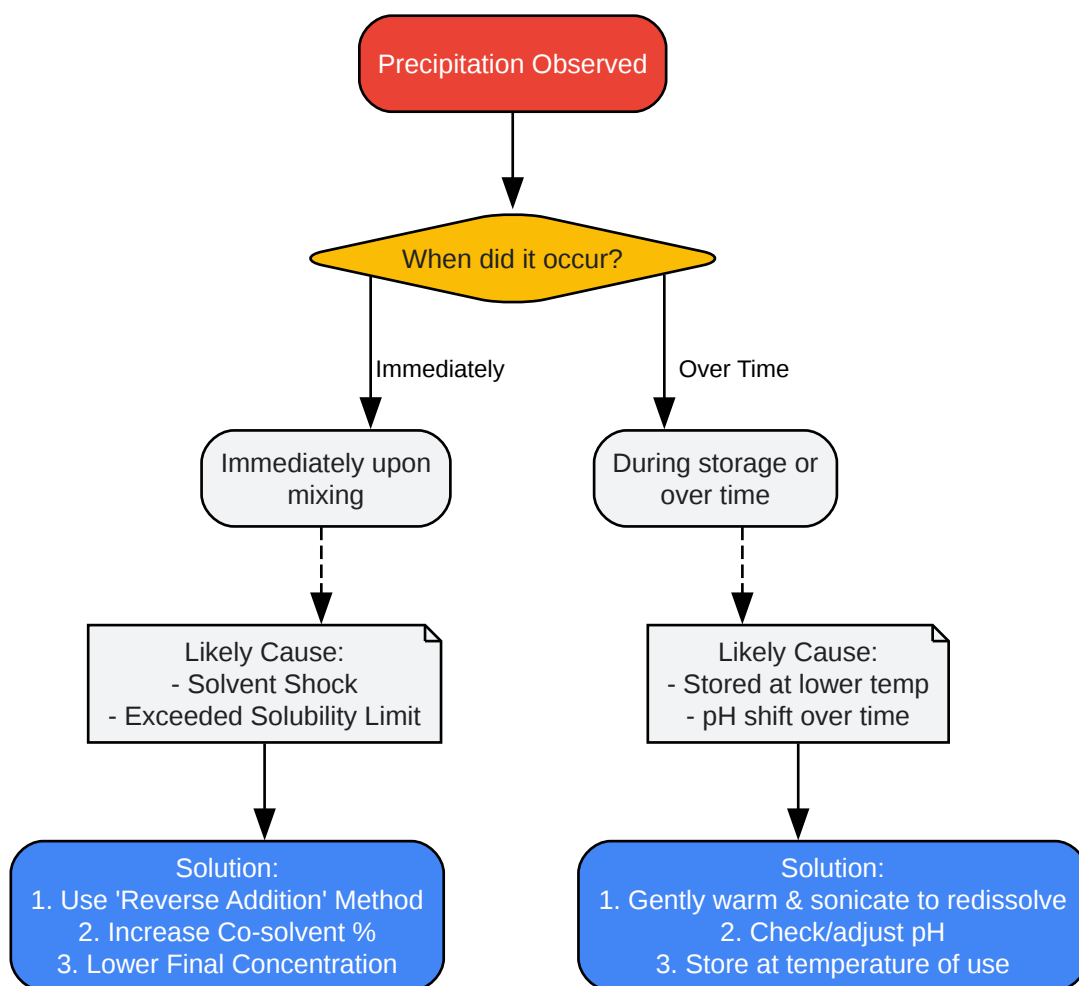 Precipitation Observed
When did it occur?
Immediately
Over Time
Immediately upon
mixing
During storage or
over time
Likely Cause:
- Solvent Shock
- Exceeded Solubility Limit
Likely Cause:
- Stored at lower temp
- pH shift over time
Solution:
1. Use 'Reverse Addition' Method
2. Increase Co-solvent %
3. Lower Final Concentration
Solution:
1. Gently warm & sonicate to redissolve
2. Check/adjust pH
3. Store at temperature of use